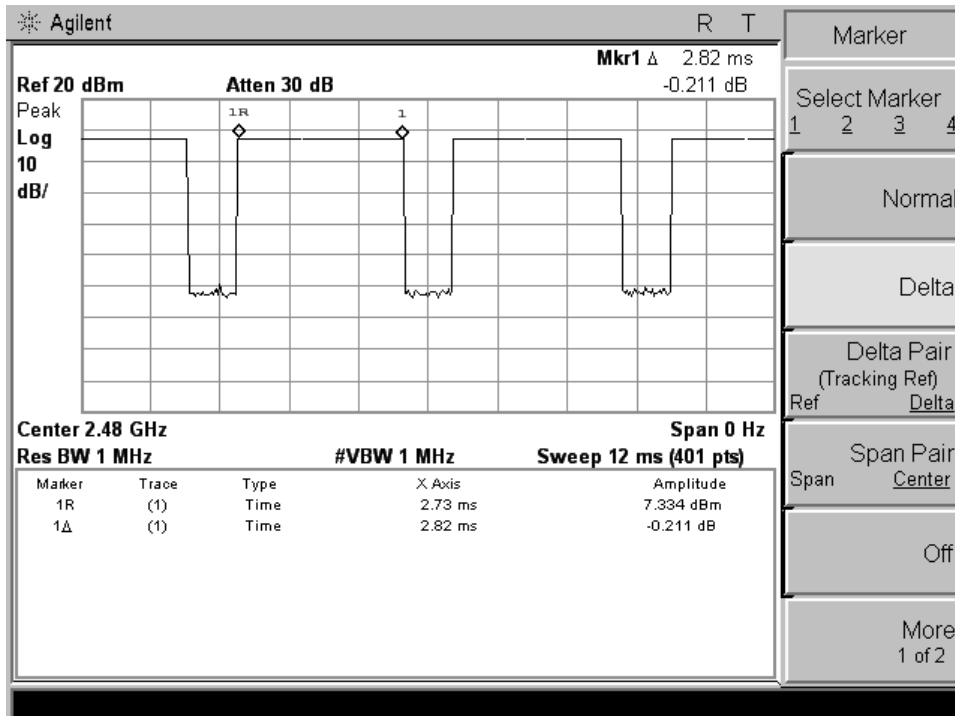 Agilent R T
Mkr1 Δ 2.82 ms
Ref 20 dBm Atten 30 dB -0.211 dB
Peak
Log
10
dB/
1R 1
Center 2.48 GHz Span 0 Hz
Res BW 1 MHz #VBW 1 MHz Sweep 12 ms (401 pts)
Marker Trace Type X Axis Amplitude
1R (1) Time 2.73 ms 7.334 dBm
1Δ (1) Time 2.82 ms -0.211 dB
Marker
Select Marker
1 2 3 4
Normal
Delta
Delta Pair
(Tracking Ref)
Ref Delta
Span Pair
Span Center
Off
More
1 of 2